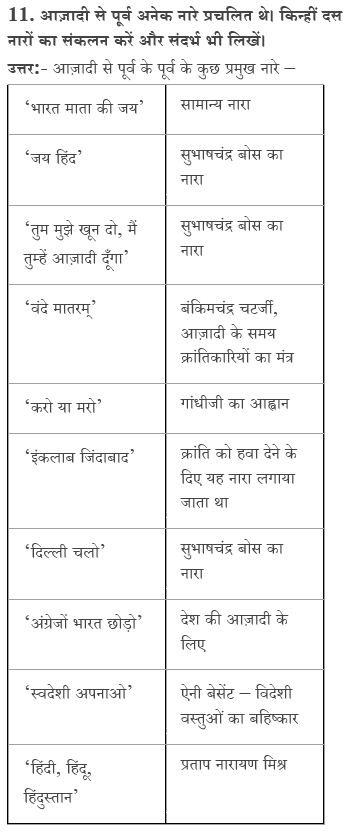 11. आज़ादी से पूर्व अनेक नारे प्रचलित थे। किन्हीं दस
नारों का संकलन करें और संदर्भ भी लिखें।
उत्तर:- आज़ादी से पूर्व के पूर्व के कुछ प्रमुख नारे –
‘भारत माता की जय’ सामान्य नारा
‘जय हिंद’ सुभाषचंद्र बोस का
नारा
‘तुम मुझे खून दो, मैं सुभाषचंद्र बोस का
तुम्हें आज़ादी दूँगा’ नारा
‘वंदे मातरम्’ बंकिमचंद्र चटर्जी,
आज़ादी के समय
क्रांतिकारियों का मंत्र
‘करो या मरो’ गांधीजी का आह्वान
‘इंकलाब जिंदाबाद’ क्रांति को हवा देने के
दिए यह नारा लगाया
जाता था
‘दिल्ली चलो’ सुभाषचंद्र बोस का
नारा
‘अंग्रेजों भारत छोड़ो’ देश की आज़ादी के
लिए
‘स्वदेशी अपनाओ’ ऐनी बेसेंट – विदेशी
वस्तुओं का बहिष्कार
‘हिंदी, हिंदू, प्रताप नारायण मिश्र
हिंदुस्तान’